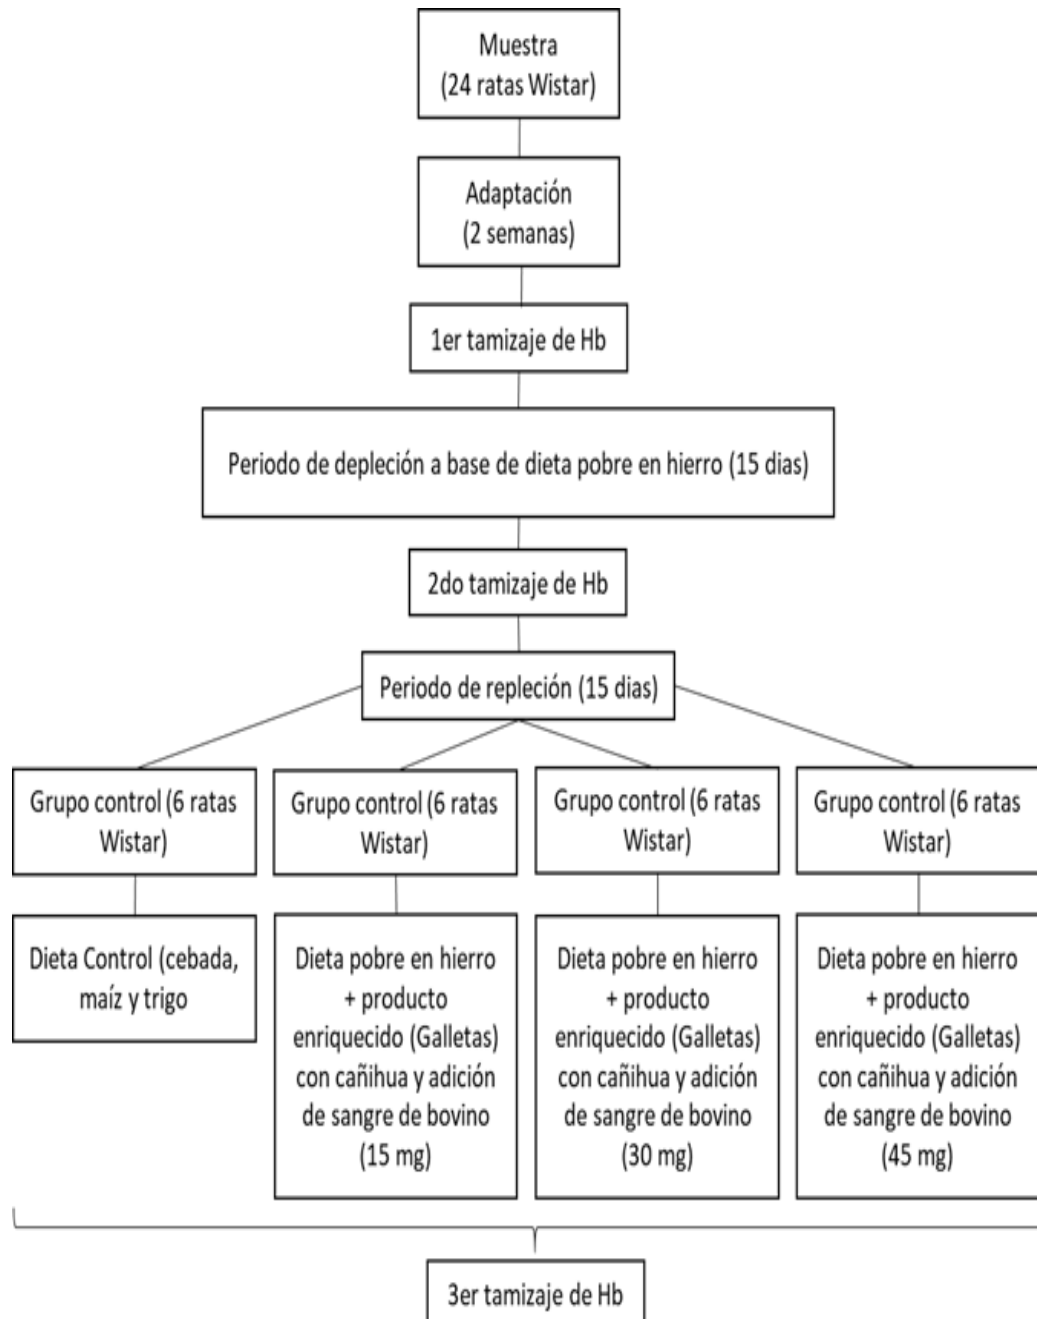 Muestra
(24 ratas Wistar)
Adaptación
(2 semanas)
1er tamizaje de Hb
Periodo de depleción a base de dieta pobre en hierro (15 dias)
2do tamizaje de Hb
Periodo de repleción (15 dias)
Grupo control (6 ratas
Wistar)
Grupo control (6 ratas
Wistar)
Grupo control (6 ratas
Wistar)
Grupo control (6 ratas
Wistar)
Dieta Control (cebada,
maíz y trigo
Dieta pobre en hierro
+ producto
enriquecido (Galletas)
con cañihua y adición
de sangre de bovino
(15 mg)
Dieta pobre en hierro
+ producto
enriquecido (Galletas)
con cañihua y adición
de sangre de bovino
(30 mg)
Dieta pobre en hierro
+ producto
enriquecido (Galletas)
con cañihua y adición
de sangre de bovino
(45 mg)
3er tamizaje de Hb